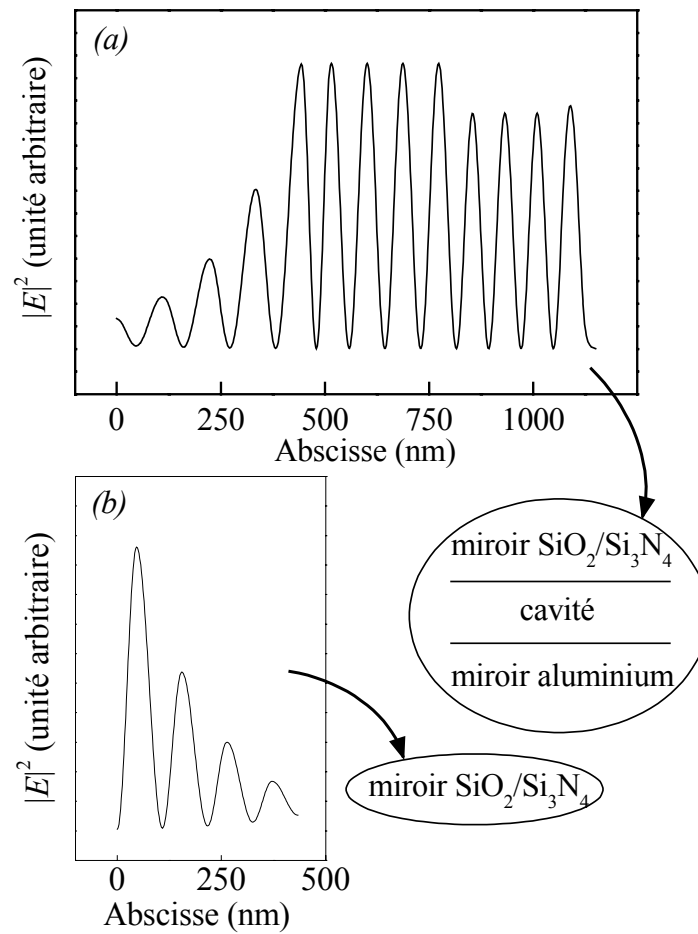 (a)
|E|² (unité arbitraire)
0 250 500 750 1000
Abscisse (nm)
miroir SiO₂/Si₃N₄
cavité
miroir aluminium
(b)
|E|² (unité arbitraire)
miroir SiO₂/Si₃N₄
0 250 500
Abscisse (nm)